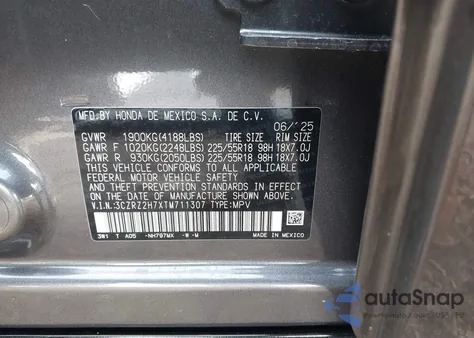 MFD BY HONDA DE MEXICO S.A. DE C.V.
06/'25
GVWR 1900KG(4188LBS) TIRE SIZE RIM SIZE
GAWR F 1020KG(2248LBS) 225/55R18 98H 18X7.0J
GAWR R 930KG(2050LBS) 225/55R18 98H 18X7.0J
THIS VEHICLE CONFORMS TO ALL APPLICABLE
FEDERAL MOTOR VEHICLE SAFETY AND
THEFT PREVENTION STANDARDS IN EFFECT ON
THE DATE OF MANUFACTURE SHOWN ABOVE.
V.I.N. 3CZRZ2H7XTM711307 TYPE:MPV
3W1 T A05 -NH797MX -W -M
MADE IN MEXICO
autoSnap